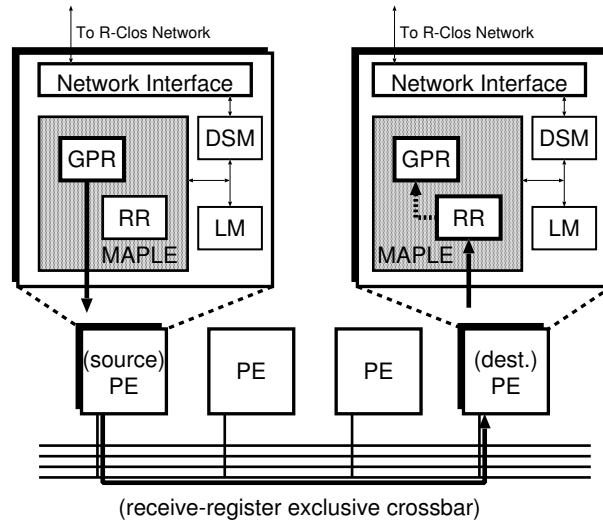 To R-Clos Network
Network Interface
DSM
GPR
RR
LM
MAPLE
To R-Clos Network
Network Interface
DSM
GPR
RR
LM
MAPLE
(source)
PE
PE
PE
(dest.)
PE
(receive-register exclusive crossbar)